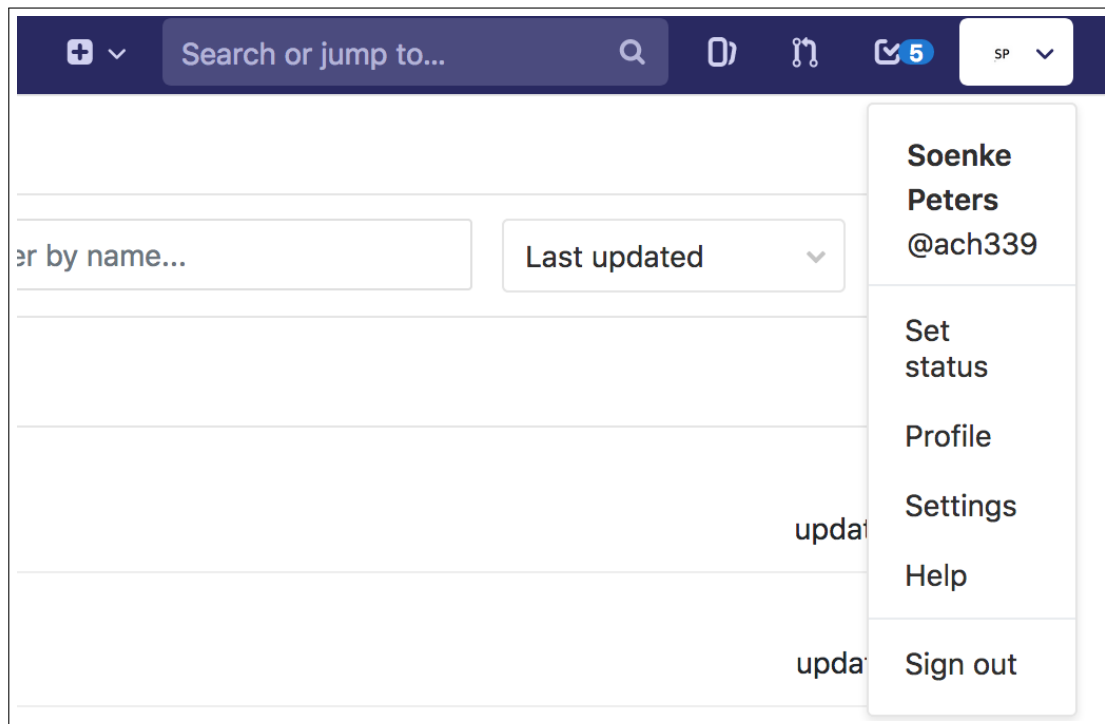 Search or jump to...
5
SP
Soenke
Peters
@ach339
er by name...
Last updated
Set
status
Profile
Settings
updat
Help
updat
Sign out